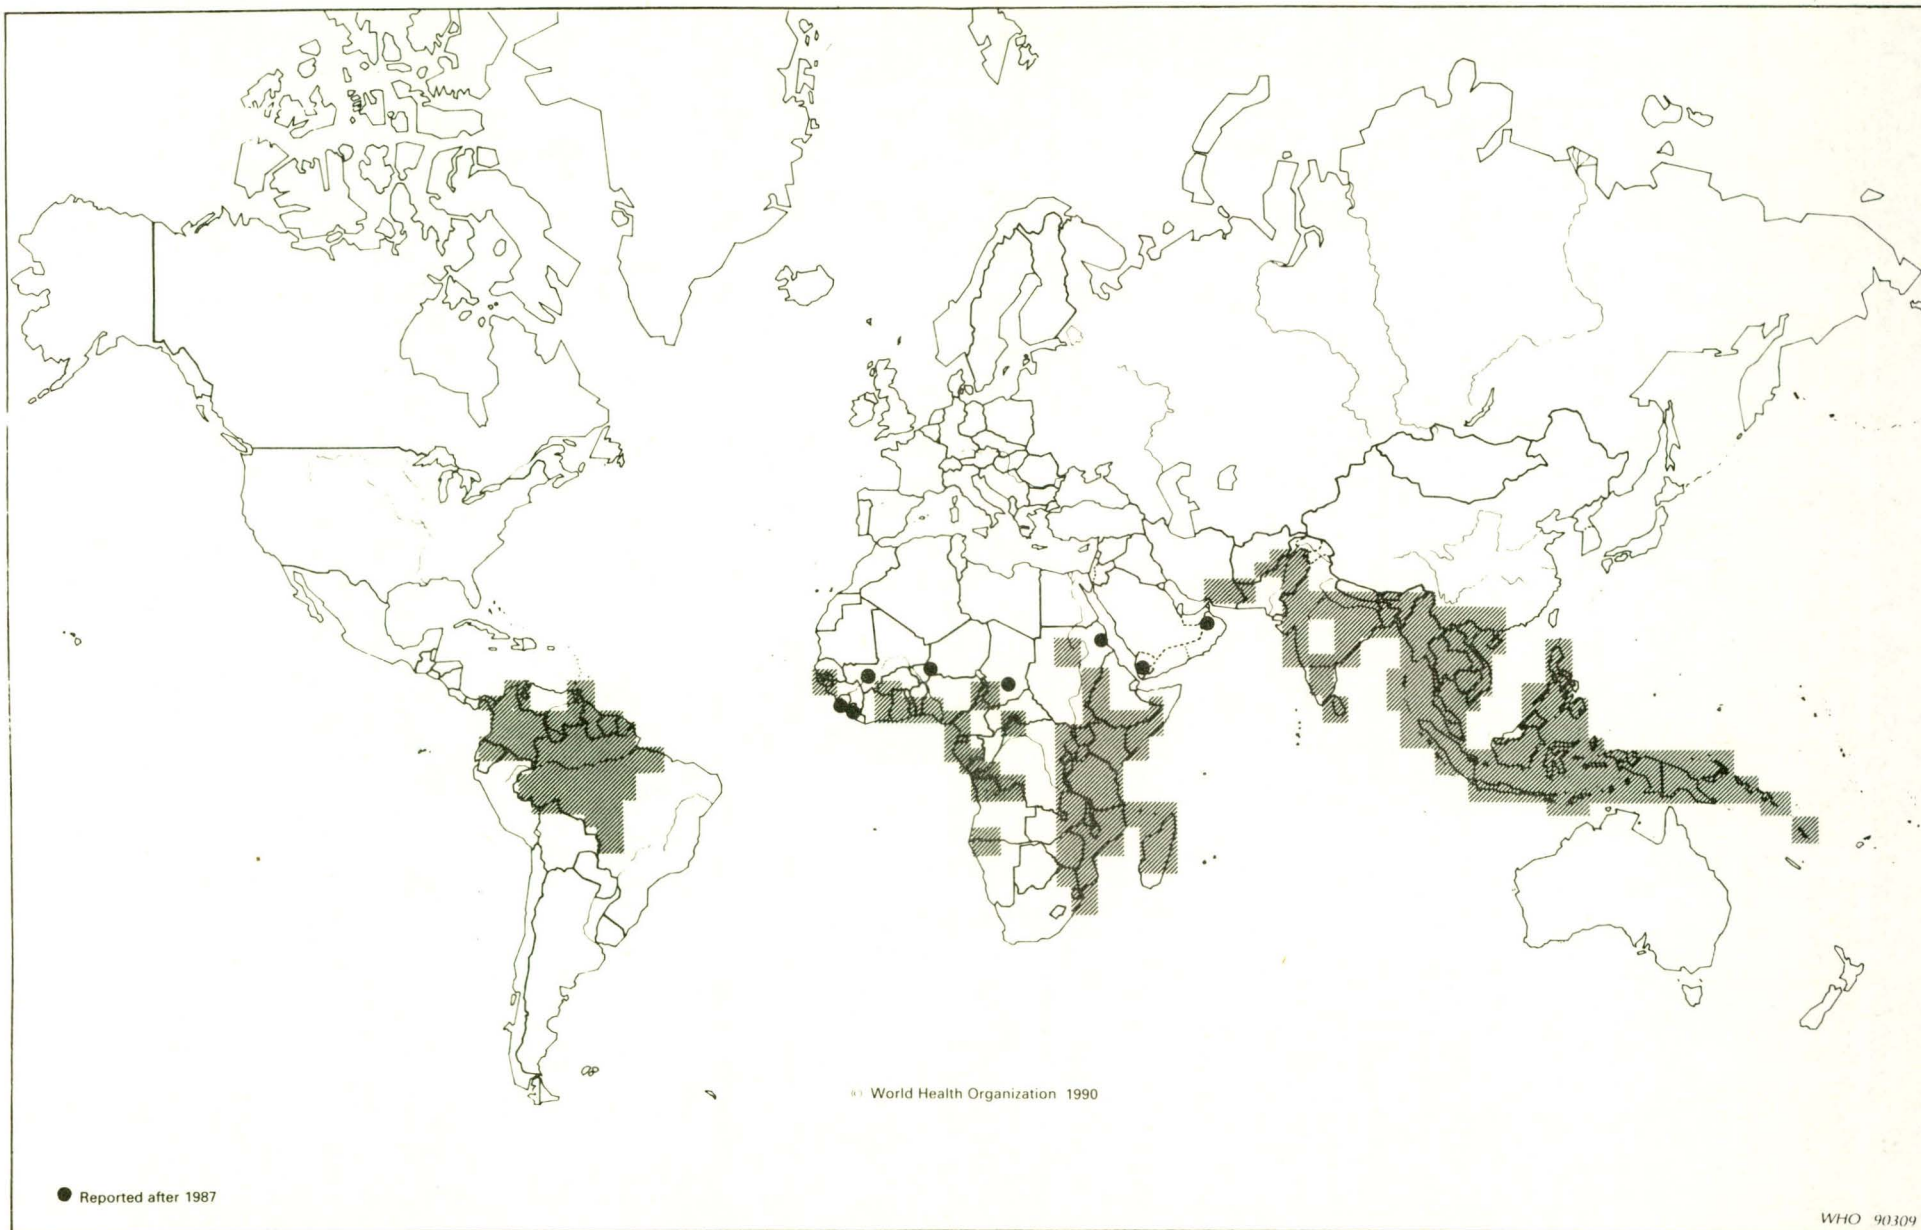 © World Health Organization 1990
● Reported after 1987
WHO 90309